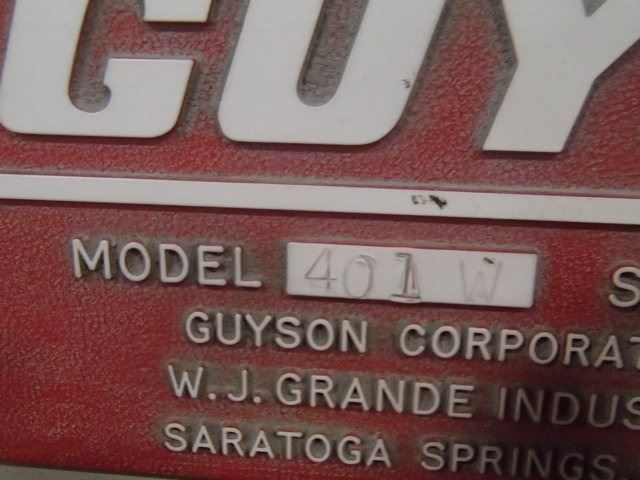 GUY
MODEL 401 W S
GUYSON CORPORAT
W. J. GRANDE INDUS
SARATOGA SPRINGS.